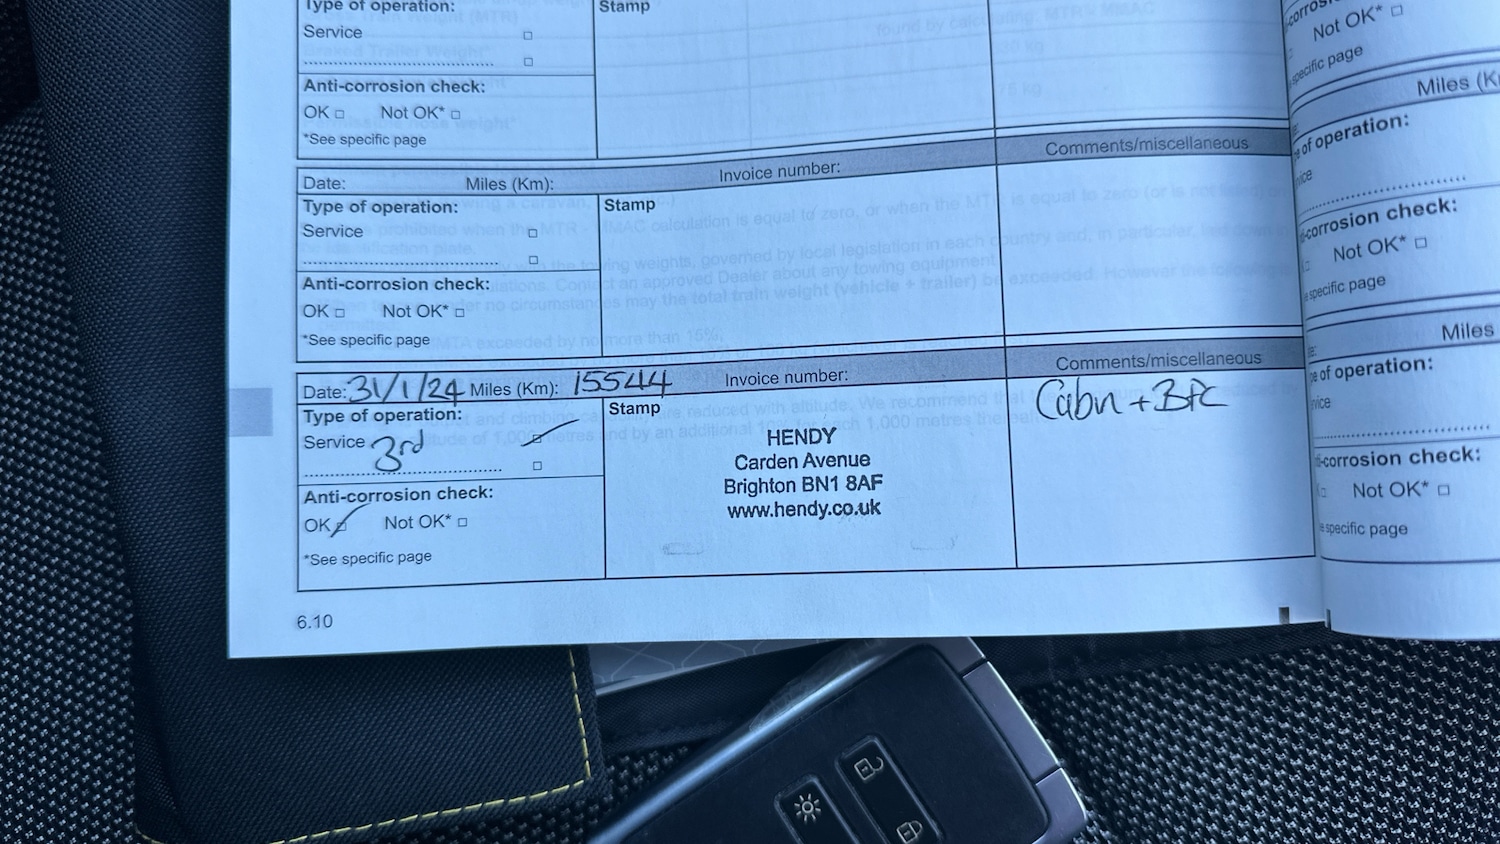 Type of operation:
Stamp
Service
Anti-corrosion check:
OK
Not OK*
*See specific page
Comments/miscellaneous
Date:
Miles (Km):
Invoice number:
Type of operation:
Stamp
Service
Anti-corrosion check:
OK
Not OK*
*See specific page
Comments/miscellaneous
Date: 31/1/24 Miles (Km): 15544
Invoice number:
Type of operation:
Stamp
Service 3rd
HENDY
Carden Avenue
Brighton BN1 8AF
www.hendy.co.uk
Anti-corrosion check:
OK
Not OK*
*See specific page
6.10
Not OK*
specific page
Miles
of operation:
corrosion check:
Not OK*
specific page
Miles
of operation:
corrosion check:
Not OK*
specific page